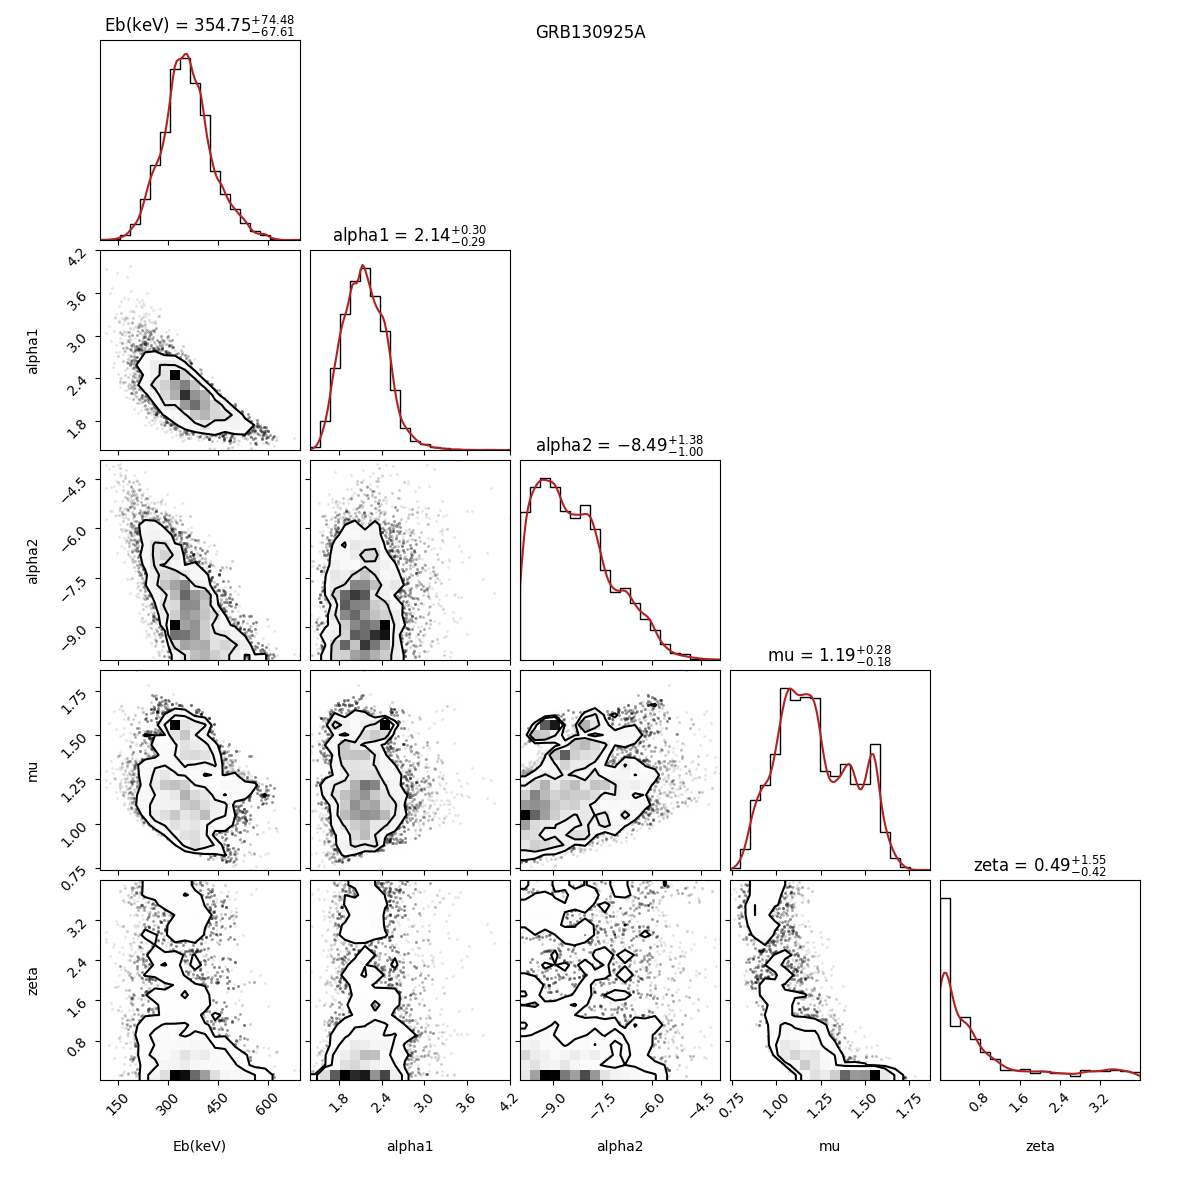 Eb(keV) = 354.75 +74.48 −67.61
GRB130925A
alpha1 = 2.14 +0.30 −0.29
4.2
3.6
3.0
2.4
1.8
alpha1
alpha2 = −8.49 +1.38 −1.00
−4.5
−6.0
−7.5
−9.0
alpha2
mu = 1.19 +0.28 −0.18
1.75
1.50
1.25
1.00
0.75
mu
zeta = 0.49 +1.55 −0.42
3.2
2.4
1.6
0.8
zeta
150 300 450 600 1.8 2.4 3.0 3.6 4.2 −9.0 −7.5 −6.0 −4.5 0.75 1.00 1.25 1.50 1.75 0.8 1.6 2.4 3.2
Eb(keV) alpha1 alpha2 mu zeta